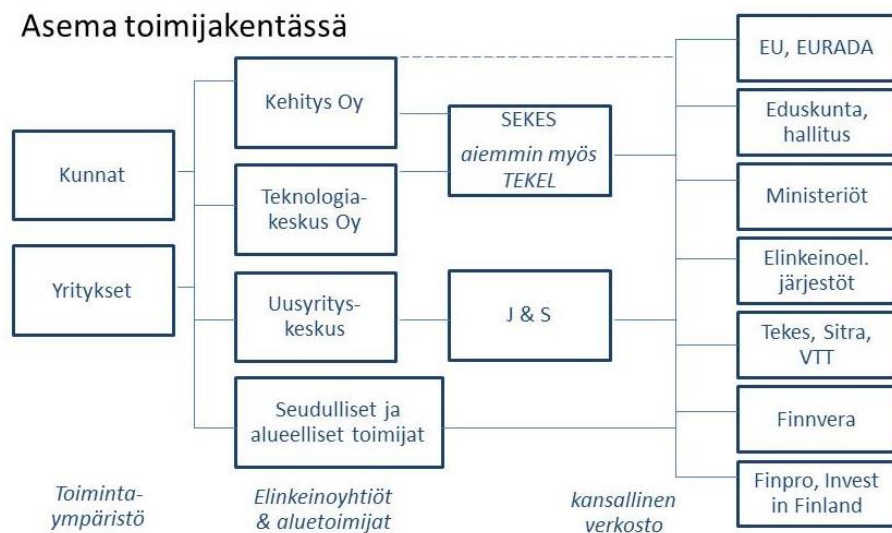 Asema toimijakentässä
Kunnat
Yritykset
Toiminta-
ympäristö
Kehitys Oy
Teknologia-
keskus Oy
Uusyritys-
keskus
Seudulliset ja
alueelliset toimijat
Elinkeinoyhtiöt
& aluetoimijat
SEKES
aiemmin myös
TEKEL
J & S
kansallinen
verkosto
EU, EURADA
Eduskunta,
hallitus
Ministeriöt
Elinkeinoel.
järjestöt
Tekes, Sitra,
VTT
Finnvera
Finpro, Invest
in Finland